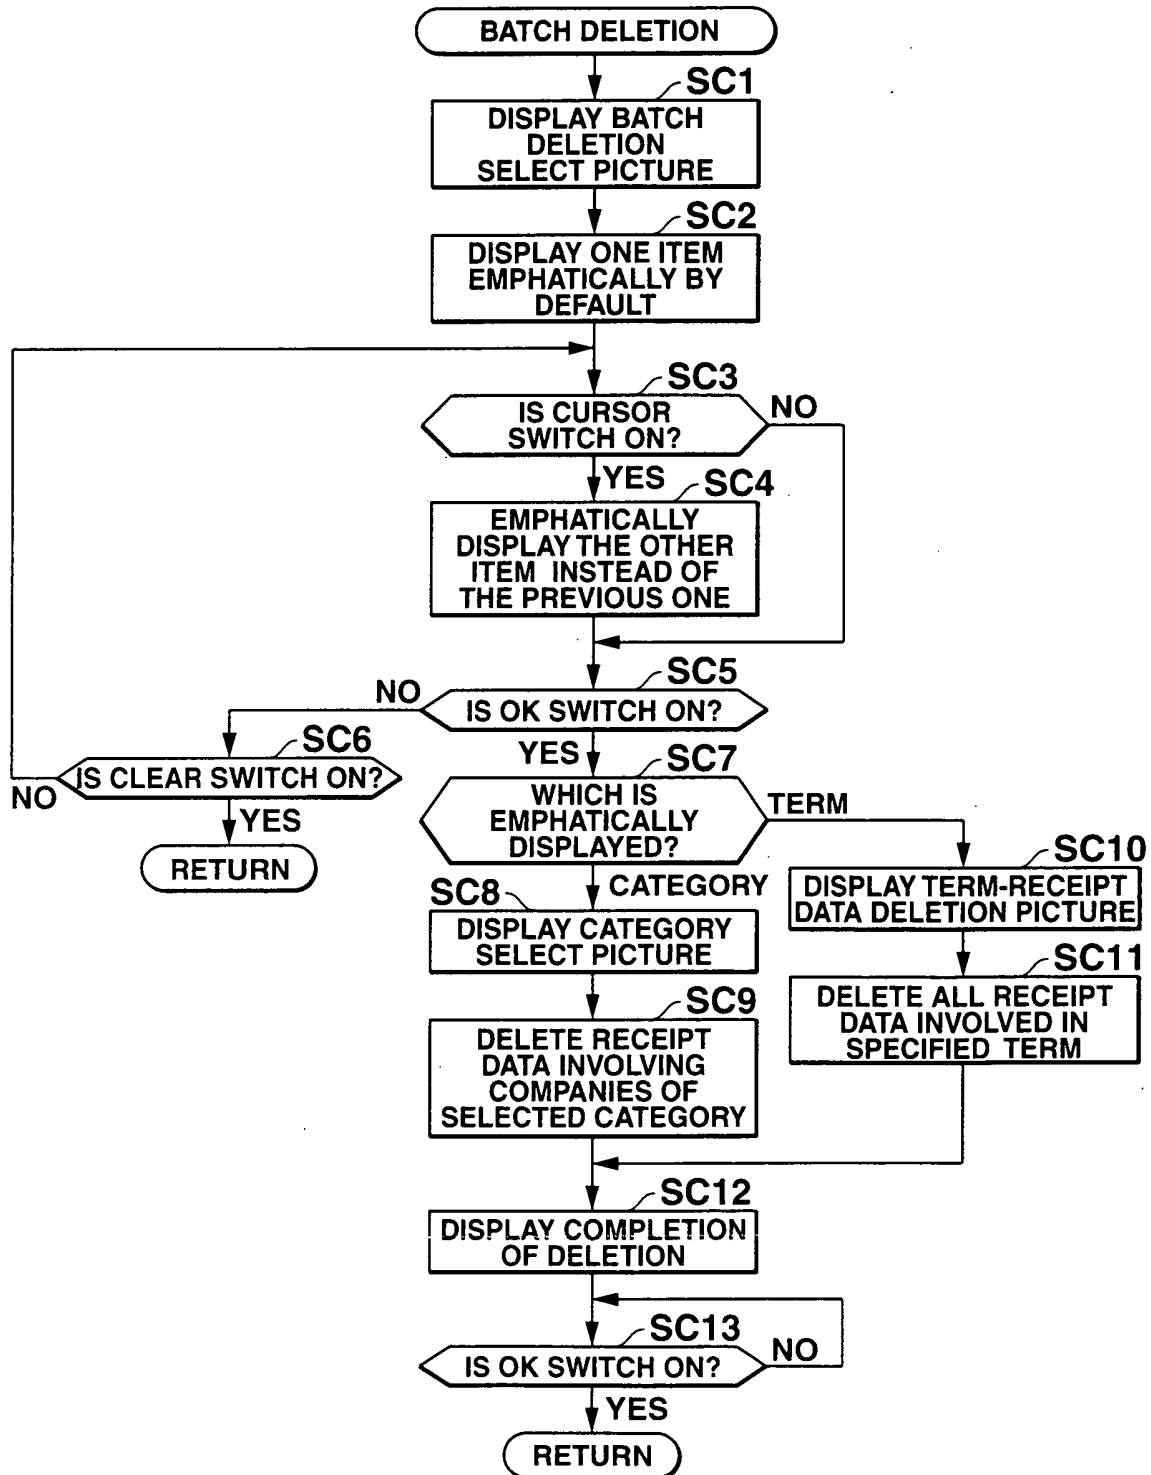 BATCH DELETION
SC1
DISPLAY BATCH
DELETION
SELECT PICTURE
SC2
DISPLAY ONE ITEM
EMPHATICALLY BY
DEFAULT
SC3
IS CURSOR
SWITCH ON?
NO
YES
SC4
EMPHATICALLY
DISPLAY THE OTHER
ITEM INSTEAD OF
THE PREVIOUS ONE
SC5
NO
IS OK SWITCH ON?
SC6
IS CLEAR SWITCH ON?
NO
YES
RETURN
YES
SC7
WHICH IS
EMPHATICALLY
DISPLAYED?
TERM
CATEGORY
SC8
DISPLAY CATEGORY
SELECT PICTURE
SC9
DELETE RECEIPT
DATA INVOLVING
COMPANIES OF
SELECTED CATEGORY
SC10
DISPLAY TERM-RECEIPT
DATA DELETION PICTURE
SC11
DELETE ALL RECEIPT
DATA INVOLVED IN
SPECIFIED TERM
SC12
DISPLAY COMPLETION
OF DELETION
SC13
IS OK SWITCH ON?
NO
YES
RETURN